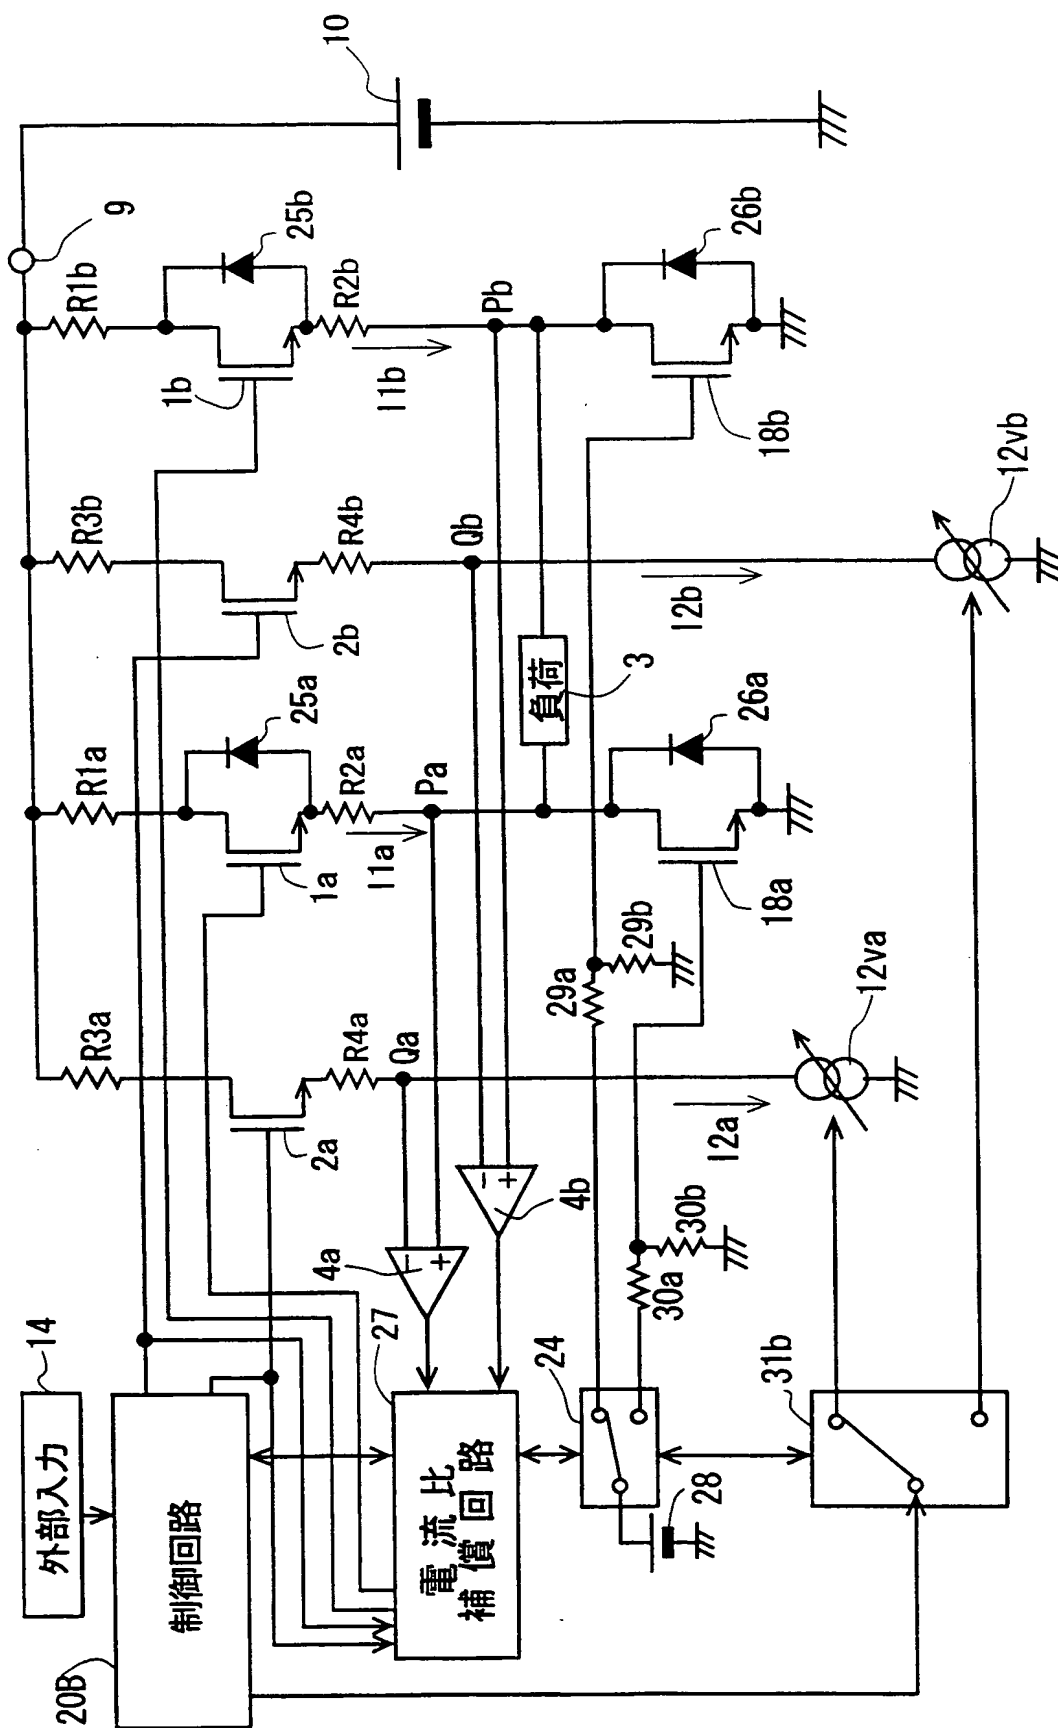 10
9
R1b
25b
1b
R2b
I1b
Pb
26b
18b
R3b
R4b
2b
Qb
I2b
12vb
R1a
25a
1a
R2a
I1a
Pa
負荷
3
26a
18a
R3a
R4a
2a
Qa
I2a
12va
29a
29b
30a
30b
−
+
4a
−
+
4b
14
外部入力
制御回路
20B
27
電流比
補償回路
24
28
31b